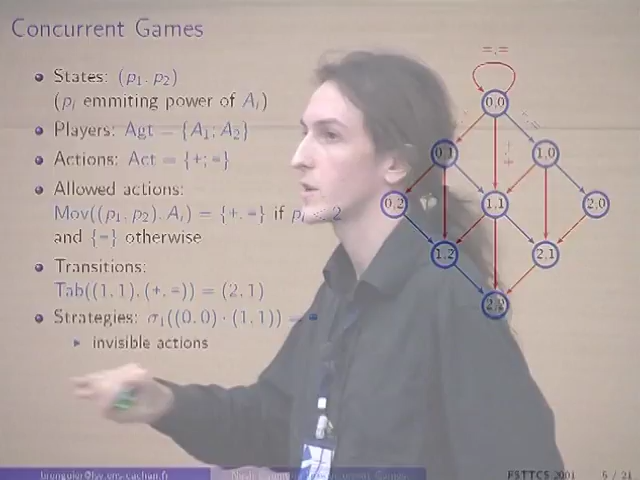 Concurrent Games
States: (p1, p2)
(pi emmiting power of Ai)
Players: Agt = {A1; A2}
Actions: Act = {+; =}
Allowed actions:
Mov((p1, p2), Ai) = {+, =} if pi < 2
and {=} otherwise
Transitions:
Tab((1, 1), (+, =)) = (2, 1)
Strategies: σ1((0, 0) · (1, 1)) =
invisible actions
=,=
0,0
0,1
1,0
0,2
1,1
2,0
1,2
2,1
2,2
FSTTCS
5 / 21